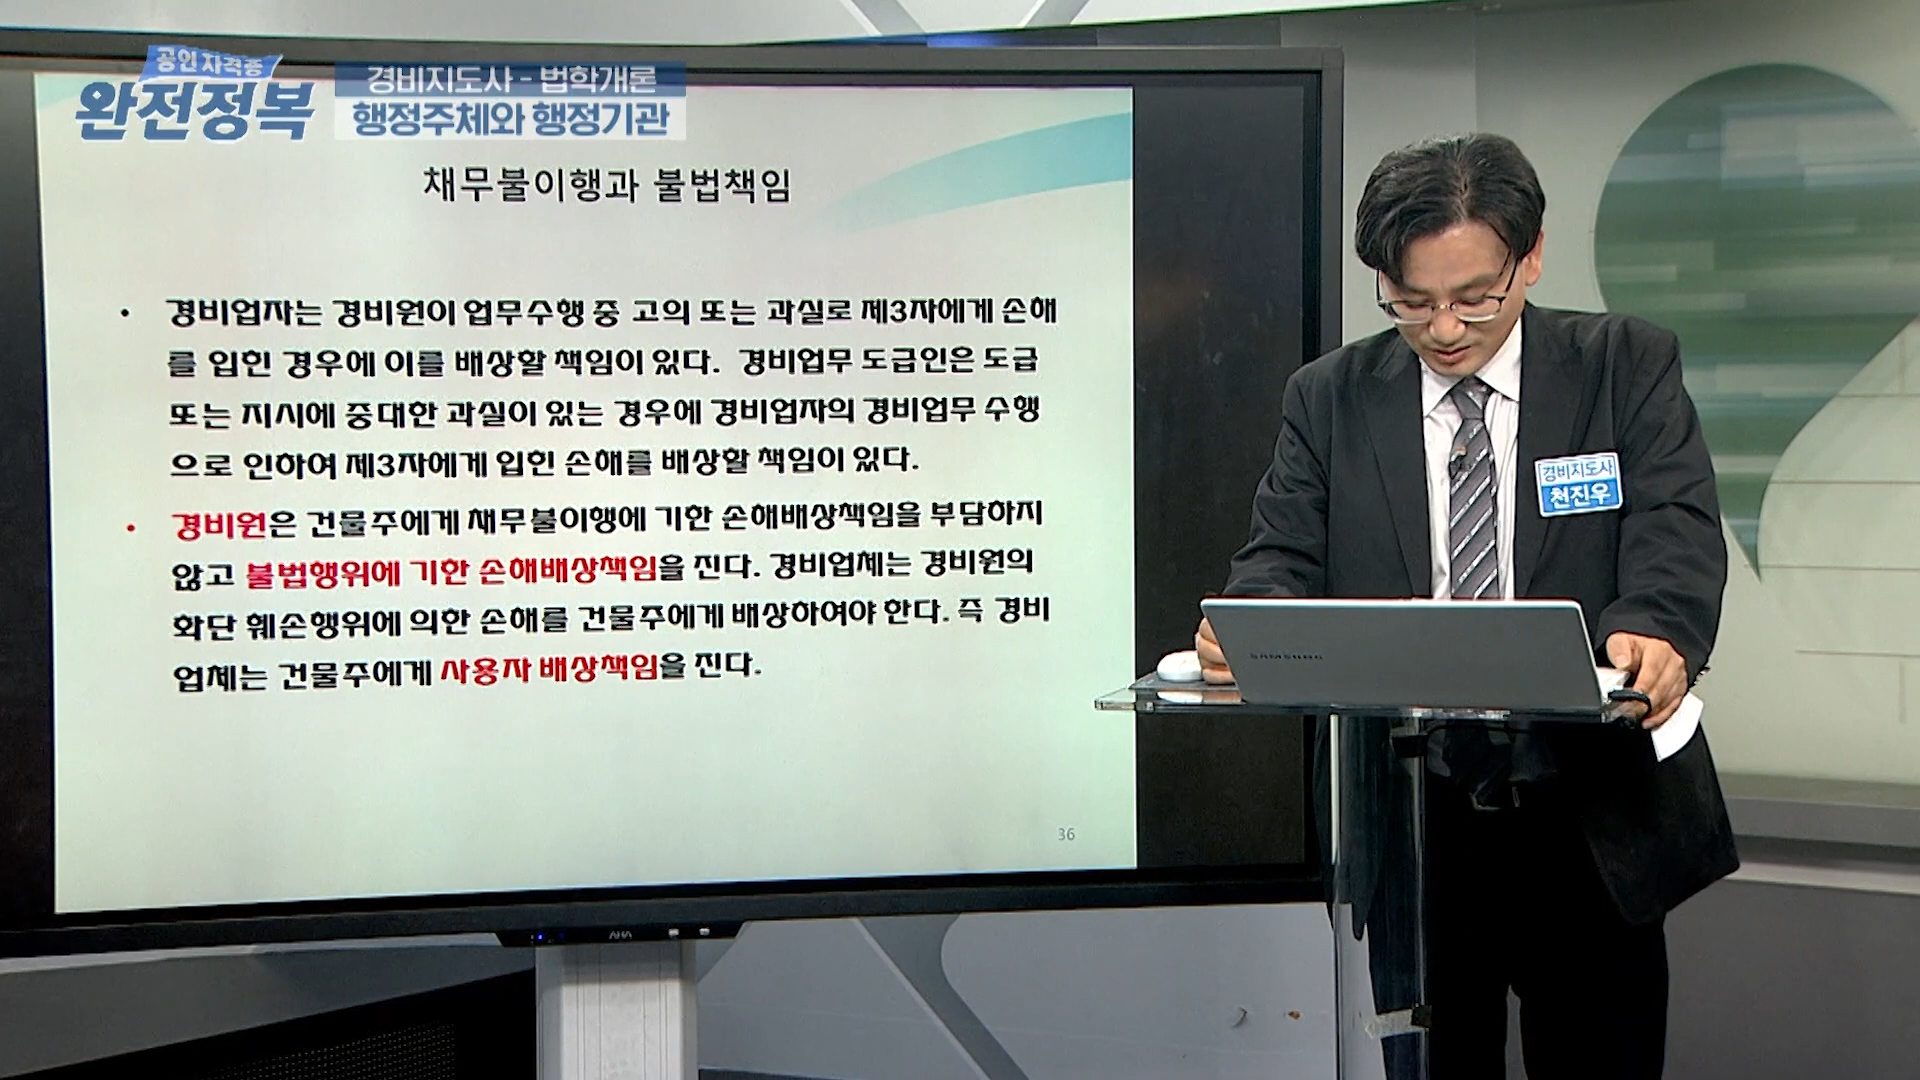 공인자격증
완전정복
경비지도사 - 법학개론
행정주체와 행정기관
채무불이행과 불법책임
• 경비업자는 경비원이 업무수행 중 고의 또는 과실로 제3자에게 손해
를 입힌 경우에 이를 배상할 책임이 있다. 경비업무 도급인은 도급
또는 지시에 중대한 과실이 있는 경우에 경비업자의 경비업무 수행
으로 인하여 제3자에게 입힌 손해를 배상할 책임이 있다.
• 경비원은 건물주에게 채무불이행에 기한 손해배상책임을 부담하지
않고 불법행위에 기한 손해배상책임을 진다. 경비업체는 경비원의
화단 훼손행위에 의한 손해를 건물주에게 배상하여야 한다. 즉 경비
업체는 건물주에게 사용자 배상책임을 진다.
36
경비지도사
천진우
SAMSUNG
AHA